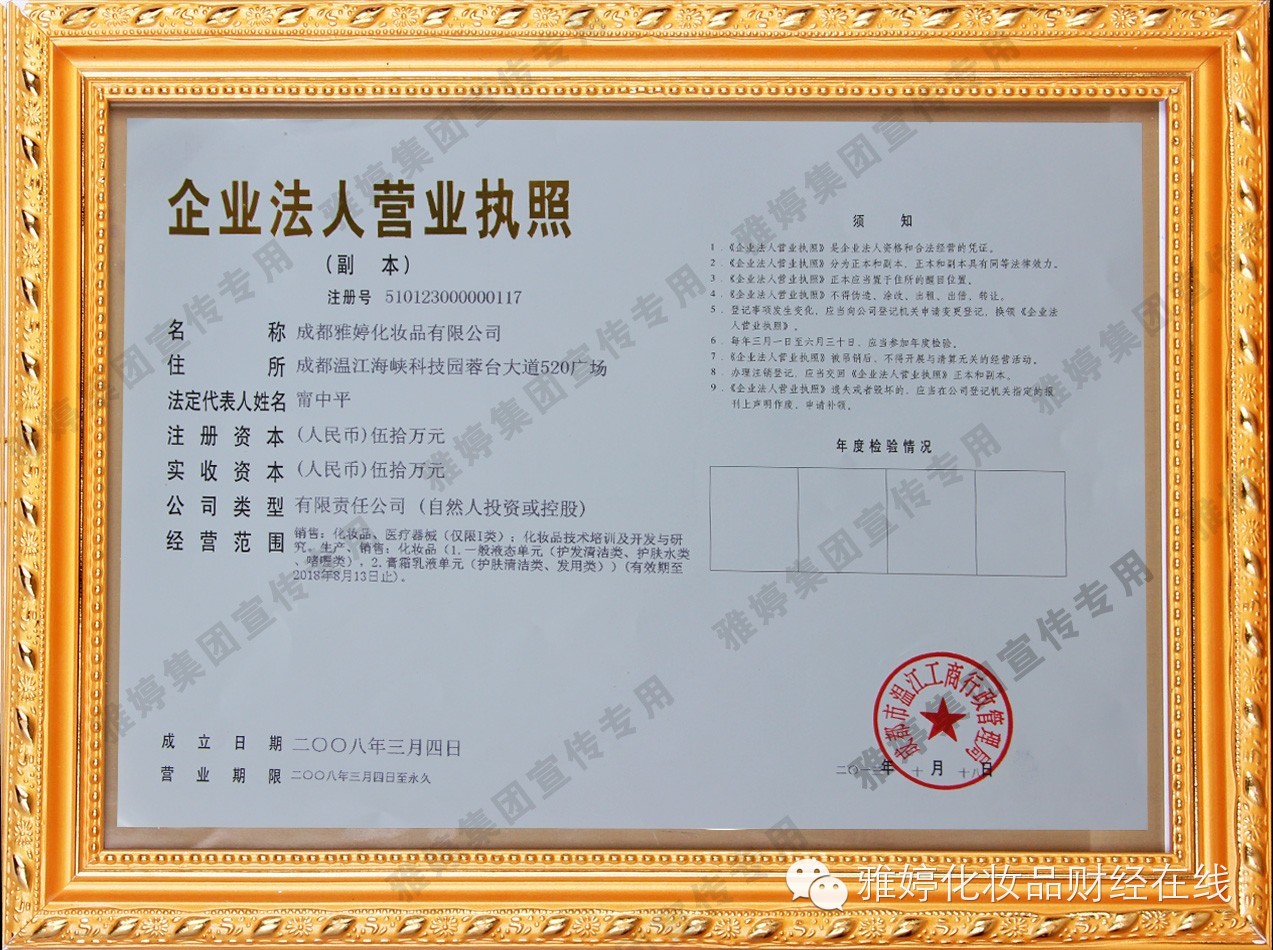 企业法人营业执照
（副 本）
注册号 510123000000117
名 称 成都雅婷化妆品有限公司
住 所 成都温江海峡科技园蓉台大道520广场
法定代表人姓名 甯中平
注册资本 (人民币)伍拾万元
实收资本 (人民币)伍拾万元
公司类型 有限责任公司（自然人投资或控股）
经营范围 销售：化妆品、医疗器械（仅限I类）；化妆品技术培训及开发与研
究。生产、销售：化妆品（1.一般液态单元（护发清洁类、护肤水类
、啫喱类），2.膏霜乳液单元（护肤清洁类、发用类））(有效期至
2018年8月13日止)。
成立日期 二〇〇八年三月四日
营业期限 二〇〇八年三月四日至永久
须 知
1．《企业法人营业执照》是企业法人资格和合法经营的凭证。
2．《企业法人营业执照》分为正本和副本，正本和副本具有同等法律效力。
3．《企业法人营业执照》正本应当置于住所的醒目位置。
4．《企业法人营业执照》不得伪造、涂改、出租、出借、转让。
5．登记事项发生变化，应当向公司登记机关申请变更登记，换领《企业法
人营业执照》。
6．每年三月一日至六月三十日，应当参加年度检验。
7．《企业法人营业执照》被吊销后，不得开展与清算无关的经营活动。
8．办理注销登记，应当交回《企业法人营业执照》正本和副本。
9．《企业法人营业执照》遗失或者毁坏的，应当在公司登记机关指定的报
刊上声明作废，申请补领。
年度检验情况
成都市温江工商行政管理局
年 十 月 十八日
雅婷集团宣传专用
雅婷化妆品财经在线